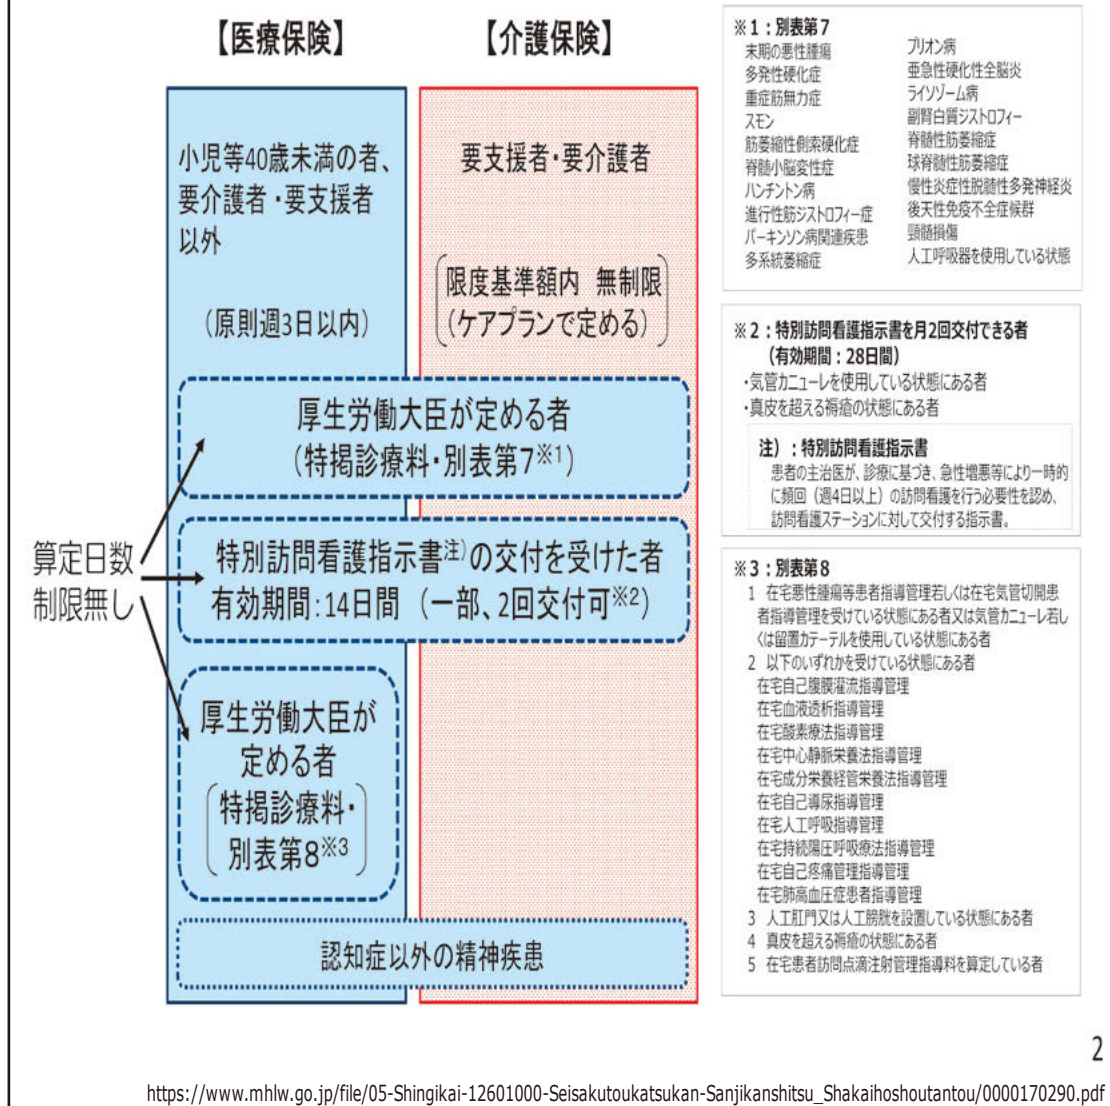 【医療保険】
【介護保険】
小児等40歳未満の者、
要介護者・要支援者
以外
(原則週3日以内)
要支援者・要介護者
限度基準額内 無制限
(ケアプランで定める)
厚生労働大臣が定める者
(特掲診療料・別表第7※1)
算定日数
制限無し
特別訪問看護指示書注)の交付を受けた者
有効期間:14日間 (一部、2回交付可※2)
厚生労働大臣が
定める者
特掲診療料・
別表第8※3
認知症以外の精神疾患
※1:別表第7
末期の悪性腫瘍
多発性硬化症
重症筋無力症
スモン
筋萎縮性側索硬化症
脊髄小脳変性症
ハンチントン病
進行性筋ジストロフィー症
パーキンソン病関連疾患
多系統萎縮症
プリオン病
亜急性硬化性全脳炎
ライソゾーム病
副腎白質ジストロフィー
脊髄性筋萎縮症
球脊髄性筋萎縮症
慢性炎症性脱髄性多発神経炎
後天性免疫不全症候群
頸髄損傷
人工呼吸器を使用している状態
※2:特別訪問看護指示書を月2回交付できる者
(有効期間:28日間)
・気管カニューレを使用している状態にある者
・真皮を超える褥瘡の状態にある者
注):特別訪問看護指示書
患者の主治医が、診療に基づき、急性増悪等により一時的
に頻回(週4日以上)の訪問看護を行う必要性を認め、
訪問看護ステーションに対して交付する指示書。
※3:別表第8
1 在宅悪性腫瘍等患者指導管理若しくは在宅気管切開患
者指導管理を受けている状態にある者又は気管カニューレ若し
くは留置カテーテルを使用している状態にある者
2 以下のいずれかを受けている状態にある者
在宅自己腹膜灌流指導管理
在宅血液透析指導管理
在宅酸素療法指導管理
在宅中心静脈栄養法指導管理
在宅成分栄養経管栄養法指導管理
在宅自己導尿指導管理
在宅人工呼吸指導管理
在宅持続陽圧呼吸療法指導管理
在宅自己疼痛管理指導管理
在宅肺高血圧症患者指導管理
3 人工肛門又は人工膀胱を設置している状態にある者
4 真皮を超える褥瘡の状態にある者
5 在宅患者訪問点滴注射管理指導料を算定している者
2
https://www.mhlw.go.jp/file/05-Shingikai-12601000-Seisakutoukatsukan-Sanjikanshitsu_Shakaihoshoutantou/0000170290.pdf